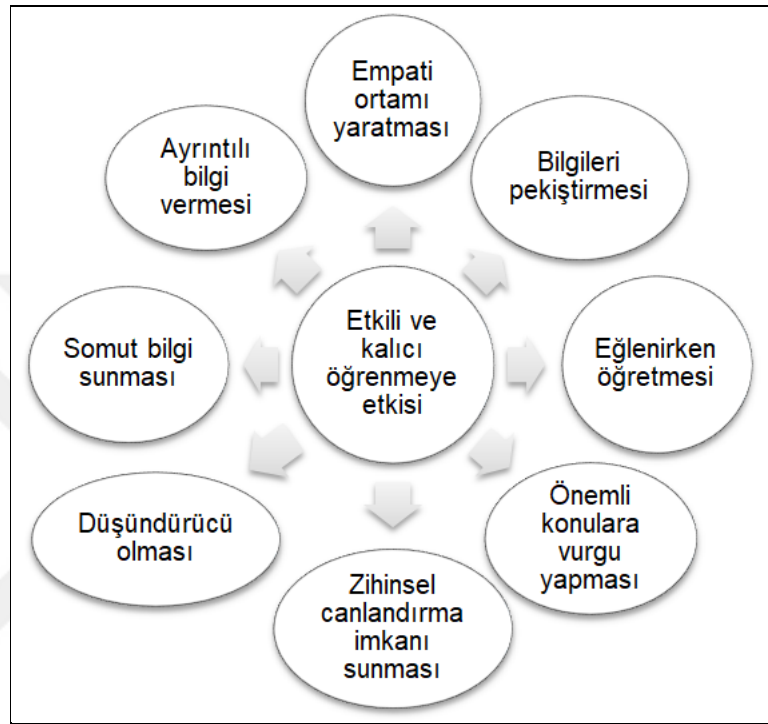 Empati
ortamı
yaratması
Bilgileri
pekiştirmesi
Eğlenirken
öğretmesi
Önemli
konulara
vurgu
yapması
Zihinsel
canlandırma
imkanı
sunması
Düşündürücü
olması
Somut bilgi
sunması
Ayrıntılı
bilgi
vermesi
Etkili ve
kalıcı
öğrenmeye
etkisi